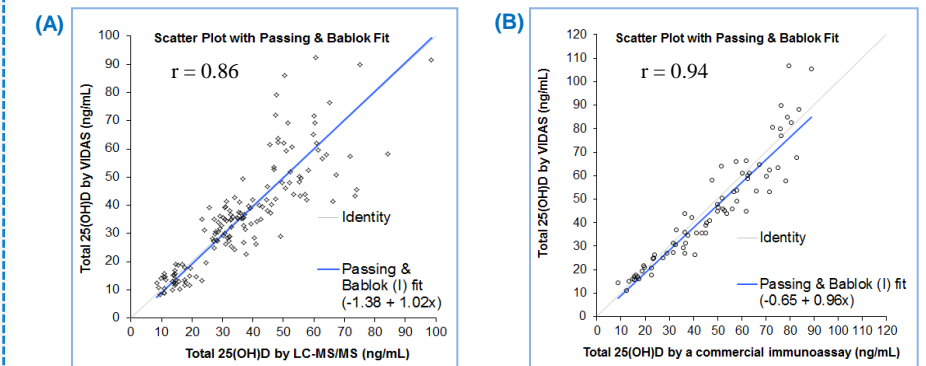 (A)
Scatter Plot with Passing & Bablok Fit
r = 0.86
Total 25(OH)D by VIDAS (ng/mL)
100
90
80
70
60
50
40
30
20
10
0
Identity
Passing &
Bablok (I) fit
(-1.38 + 1.02x)
0 10 20 30 40 50 60 70 80 90 100
Total 25(OH)D by LC-MS/MS (ng/mL)
(B)
Scatter Plot with Passing & Bablok Fit
r = 0.94
Total 25(OH)D by VIDAS (ng/mL)
120
110
100
90
80
70
60
50
40
30
20
10
0
Identity
Passing & Bablok (I) fit
(-0.65 + 0.96x)
0 10 20 30 40 50 60 70 80 90 100 110 120
Total 25(OH)D by a commercial immunoassay (ng/mL)